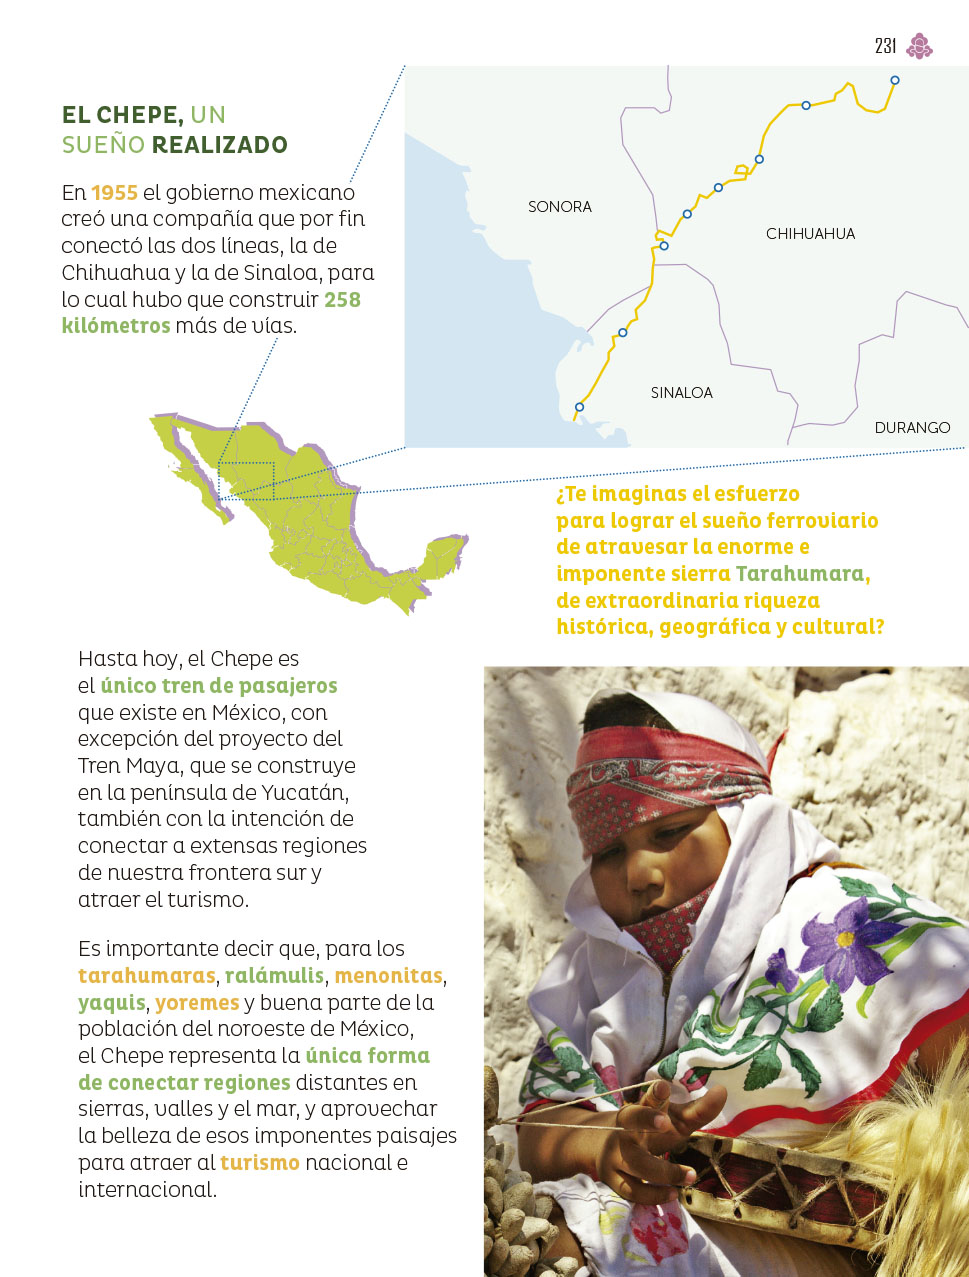 231
EL CHEPE, UN
SUEÑO REALIZADO
En 1955 el gobierno mexicano
creó una compañía que por fin
conectó las dos líneas, la de
Chihuahua y la de Sinaloa, para
lo cual hubo que construir 258
kilómetros más de vías.
SONORA
CHIHUAHUA
SINALOA
DURANGO
¿Te imaginas el esfuerzo
para lograr el sueño ferroviario
de atravesar la enorme e
imponente sierra Tarahumara,
de extraordinaria riqueza
histórica, geográfica y cultural?
Hasta hoy, el Chepe es
el único tren de pasajeros
que existe en México, con
excepción del proyecto del
Tren Maya, que se construye
en la península de Yucatán,
también con la intención de
conectar a extensas regiones
de nuestra frontera sur y
atraer el turismo.
Es importante decir que, para los
tarahumaras, ralámulis, menonitas,
yaquis, yoremes y buena parte de la
población del noroeste de México,
el Chepe representa la única forma
de conectar regiones distantes en
sierras, valles y el mar, y aprovechar
la belleza de esos imponentes paisajes
para atraer al turismo nacional e
internacional.